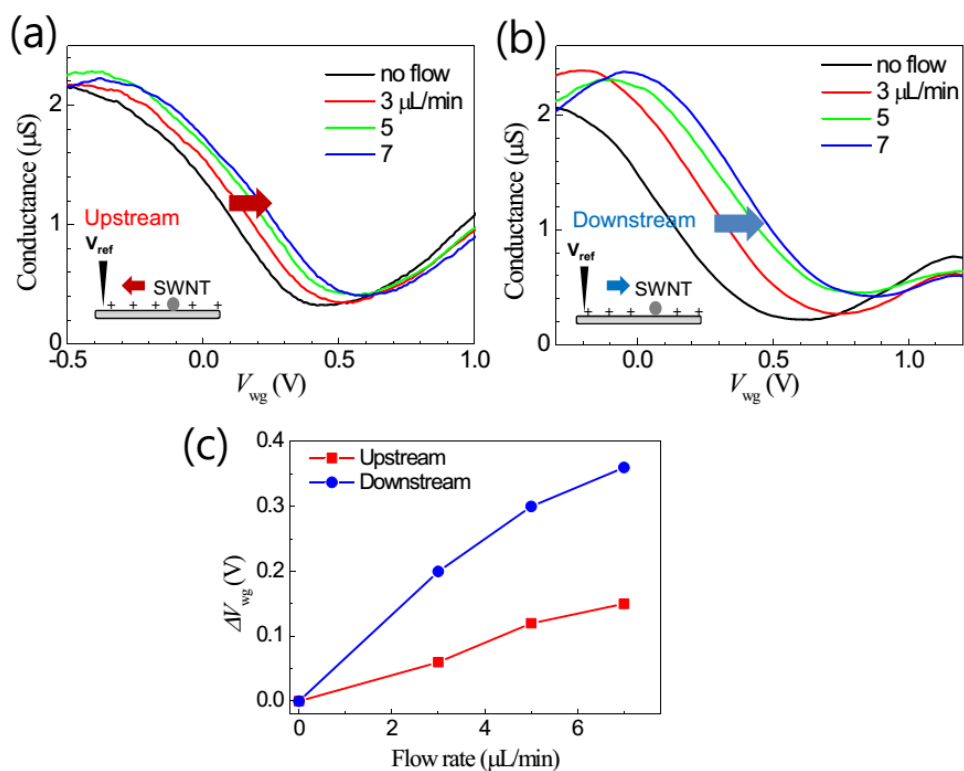 (a)
no flow
3 μL/min
5
7
Conductance (μS)
2
1
0
Upstream
Vref
SWNT
+ + + + +
-0.5 0.0 0.5 1.0
Vwg (V)
(b)
no flow
3 μL/min
5
7
Conductance (μS)
2
1
0
Downstream
Vref
SWNT
+ + + + +
0.0 0.5 1.0
Vwg (V)
(c)
Upstream
Downstream
ΔVwg (V)
0.4
0.3
0.2
0.1
0.0
0 2 4 6
Flow rate (μL/min)